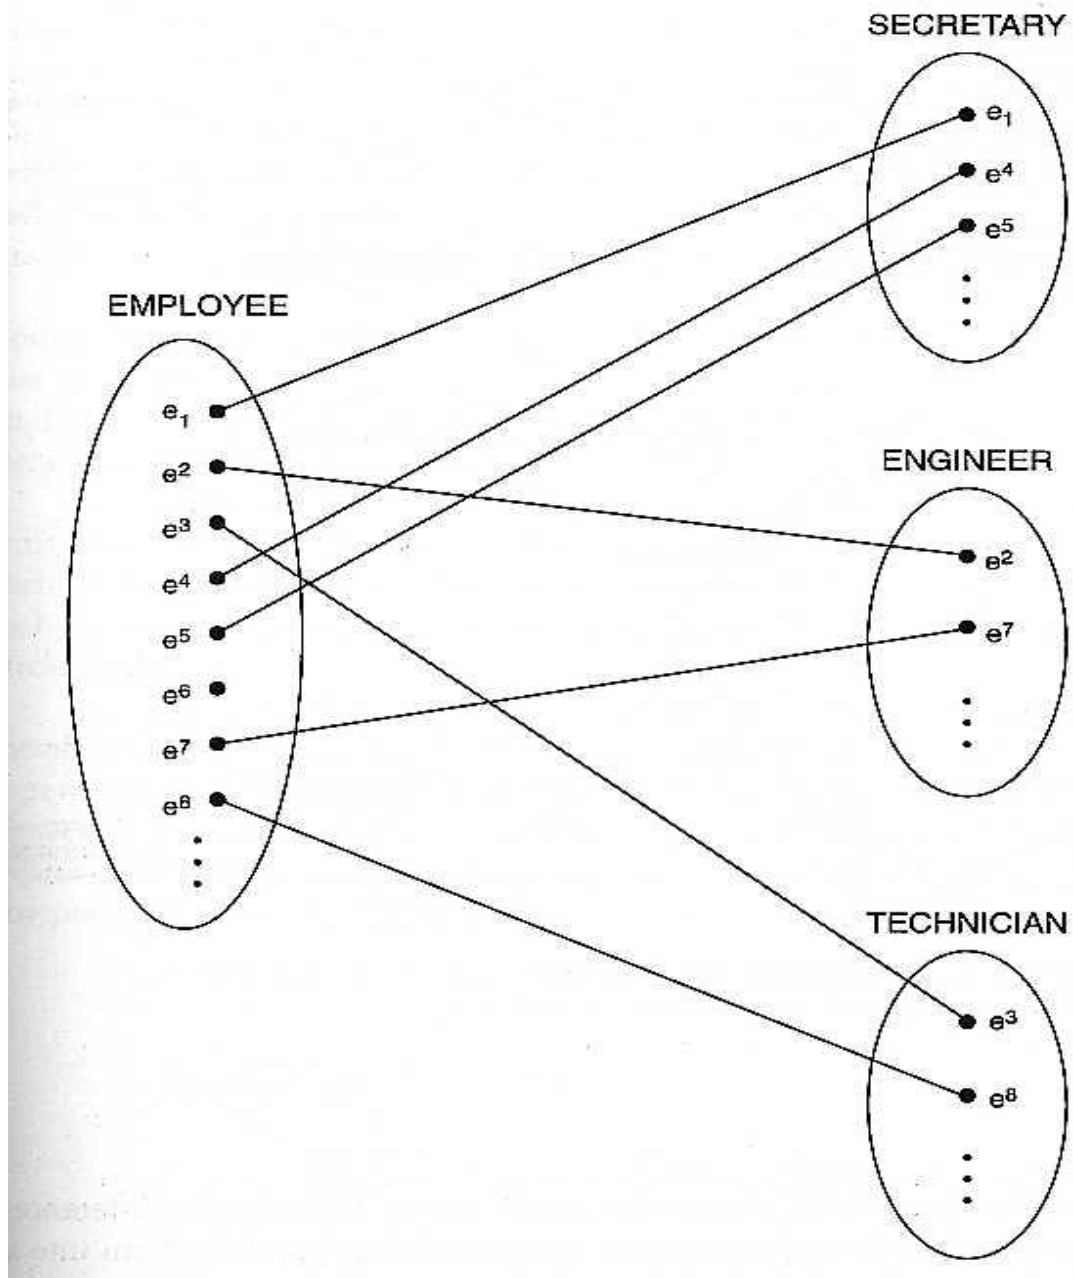 SECRETARY
e₁
e⁴
e⁵
EMPLOYEE
e₁
e²
e³
e⁴
e⁵
e⁶
e⁷
e⁸
ENGINEER
e²
e⁷
TECHNICIAN
e³
e⁸